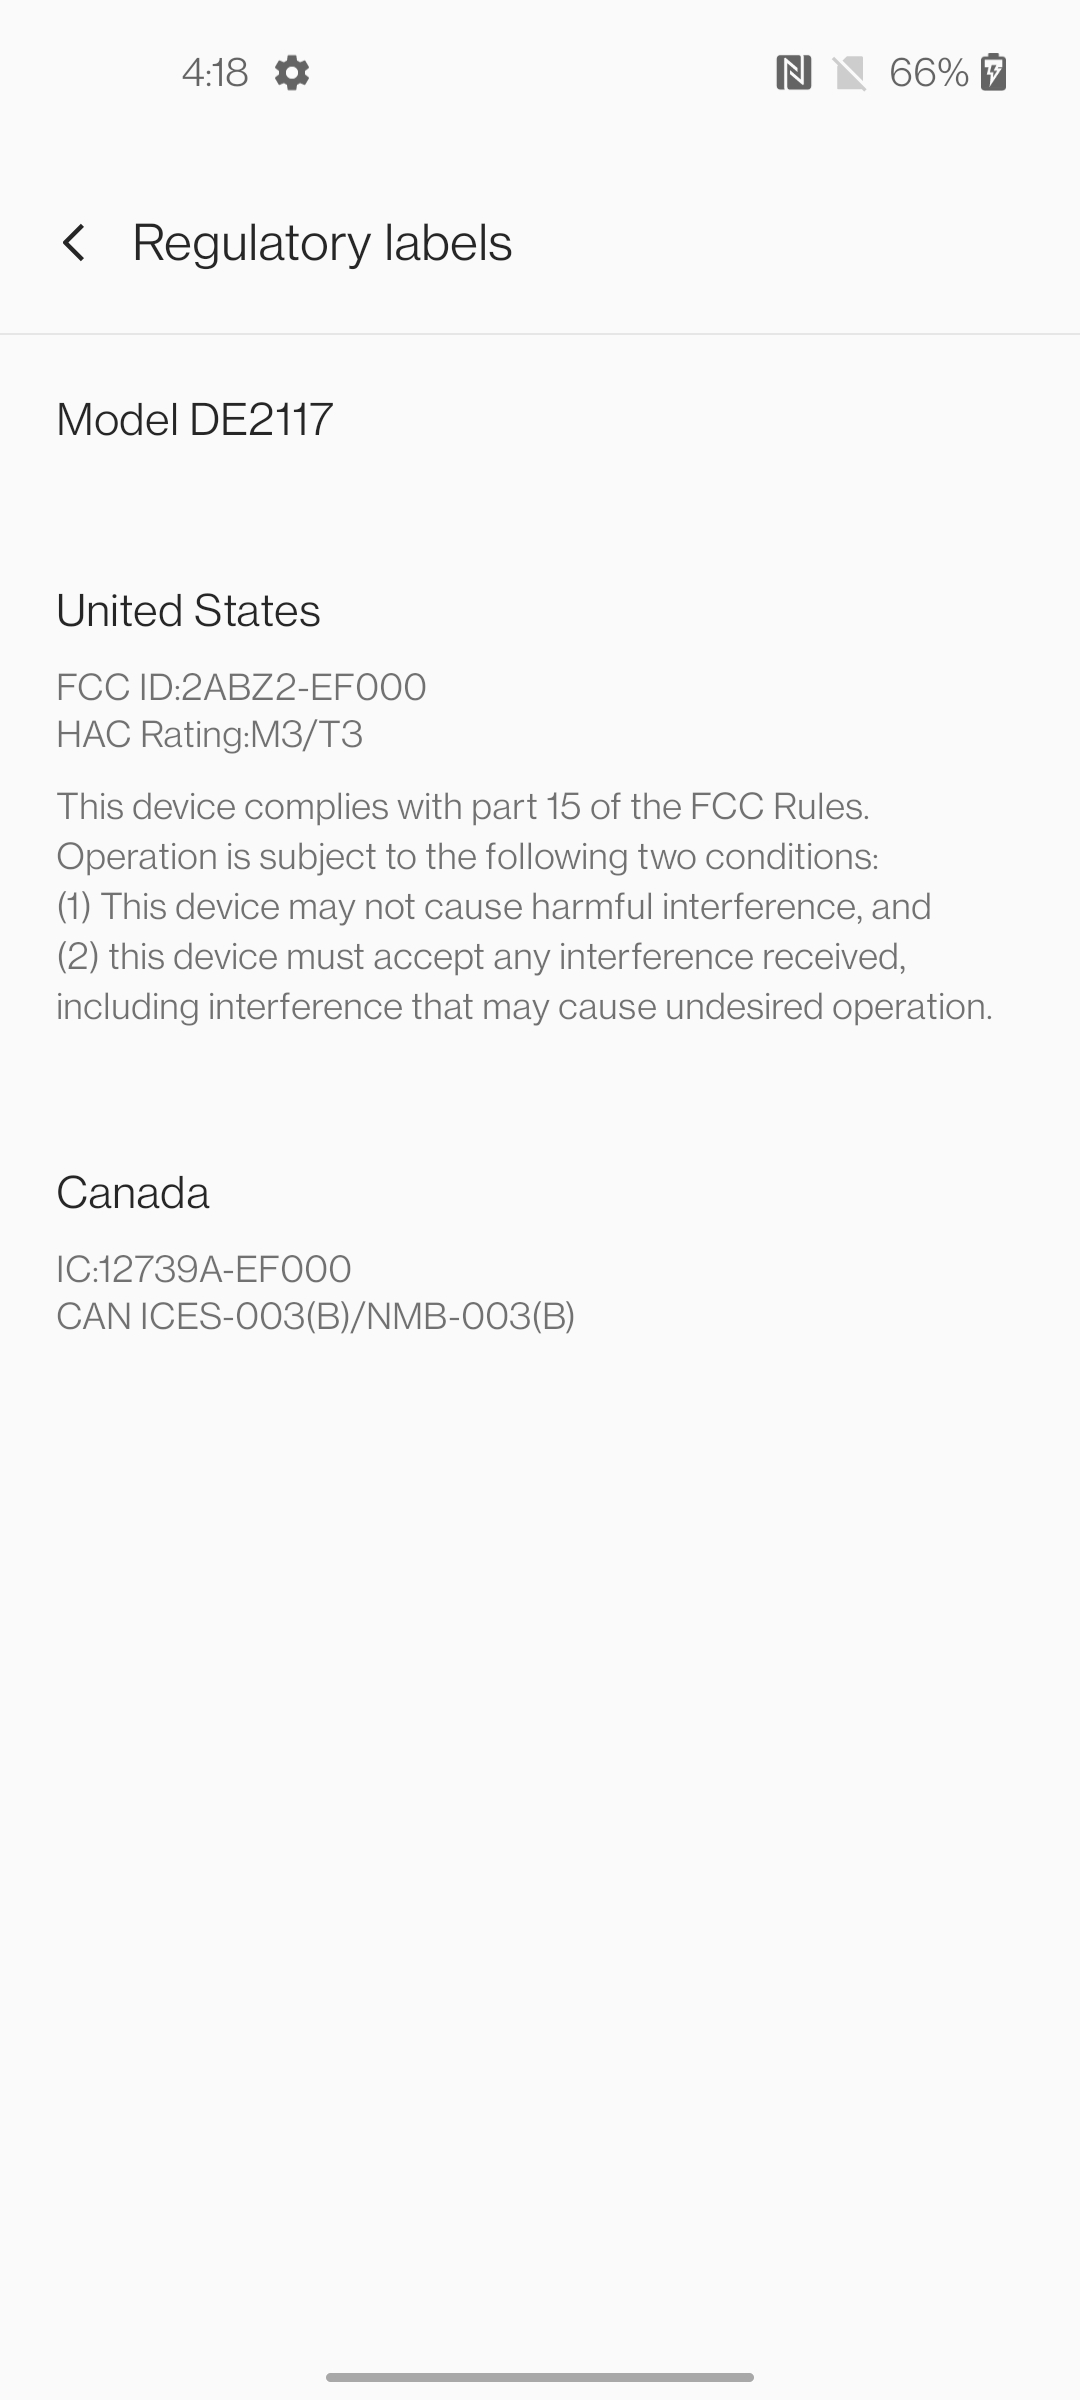 4:18 66%
Regulatory labels
Model DE2117
United States
FCC ID:2ABZ2-EF000
HAC Rating:M3/T3
This device complies with part 15 of the FCC Rules.
Operation is subject to the following two conditions:
(1) This device may not cause harmful interference, and
(2) this device must accept any interference received,
including interference that may cause undesired operation.
Canada
IC:12739A-EF000
CAN ICES-003(B)/NMB-003(B)